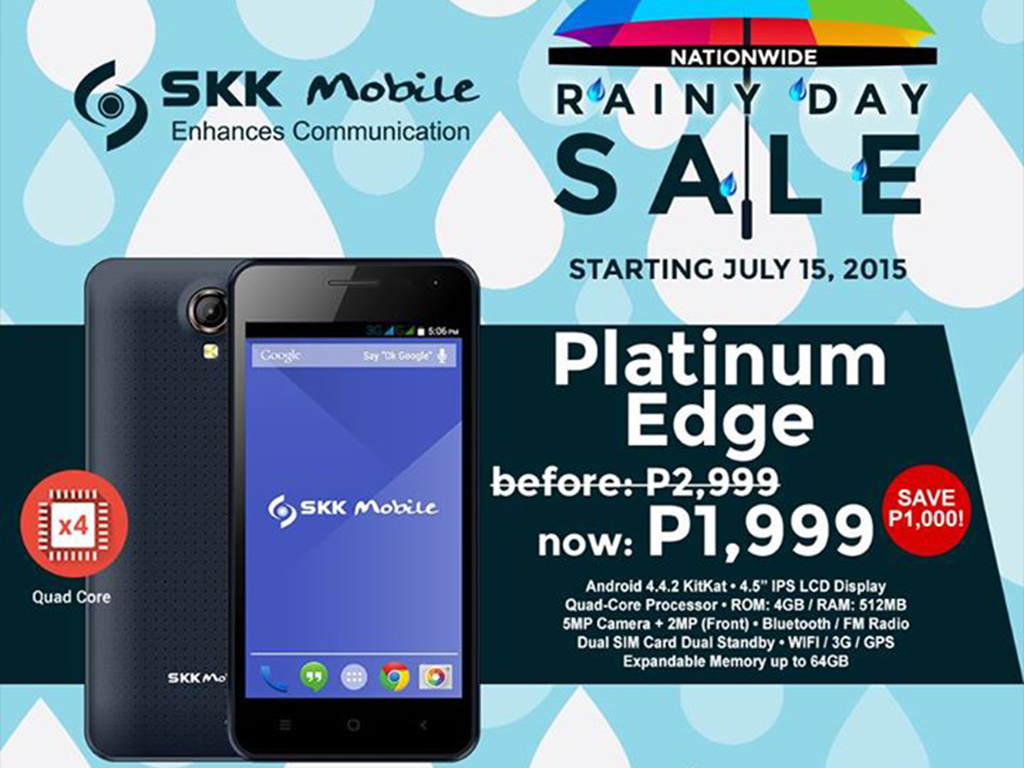 SKK Mobile
Enhances Communication
NATIONWIDE
RAINY DAY
SALE
STARTING JULY 15, 2015
3G G 5:06 PM
Google Say "Ok Google"
SKK Mobile
SKK Mo
x4
Quad Core
Platinum
Edge
before: P2,999
now: P1,999
SAVE
P1,000!
Android 4.4.2 KitKat • 4.5" IPS LCD Display
Quad-Core Processor • ROM: 4GB / RAM: 512MB
5MP Camera + 2MP (Front) • Bluetooth / FM Radio
Dual SIM Card Dual Standby • WIFI / 3G / GPS
Expandable Memory up to 64GB